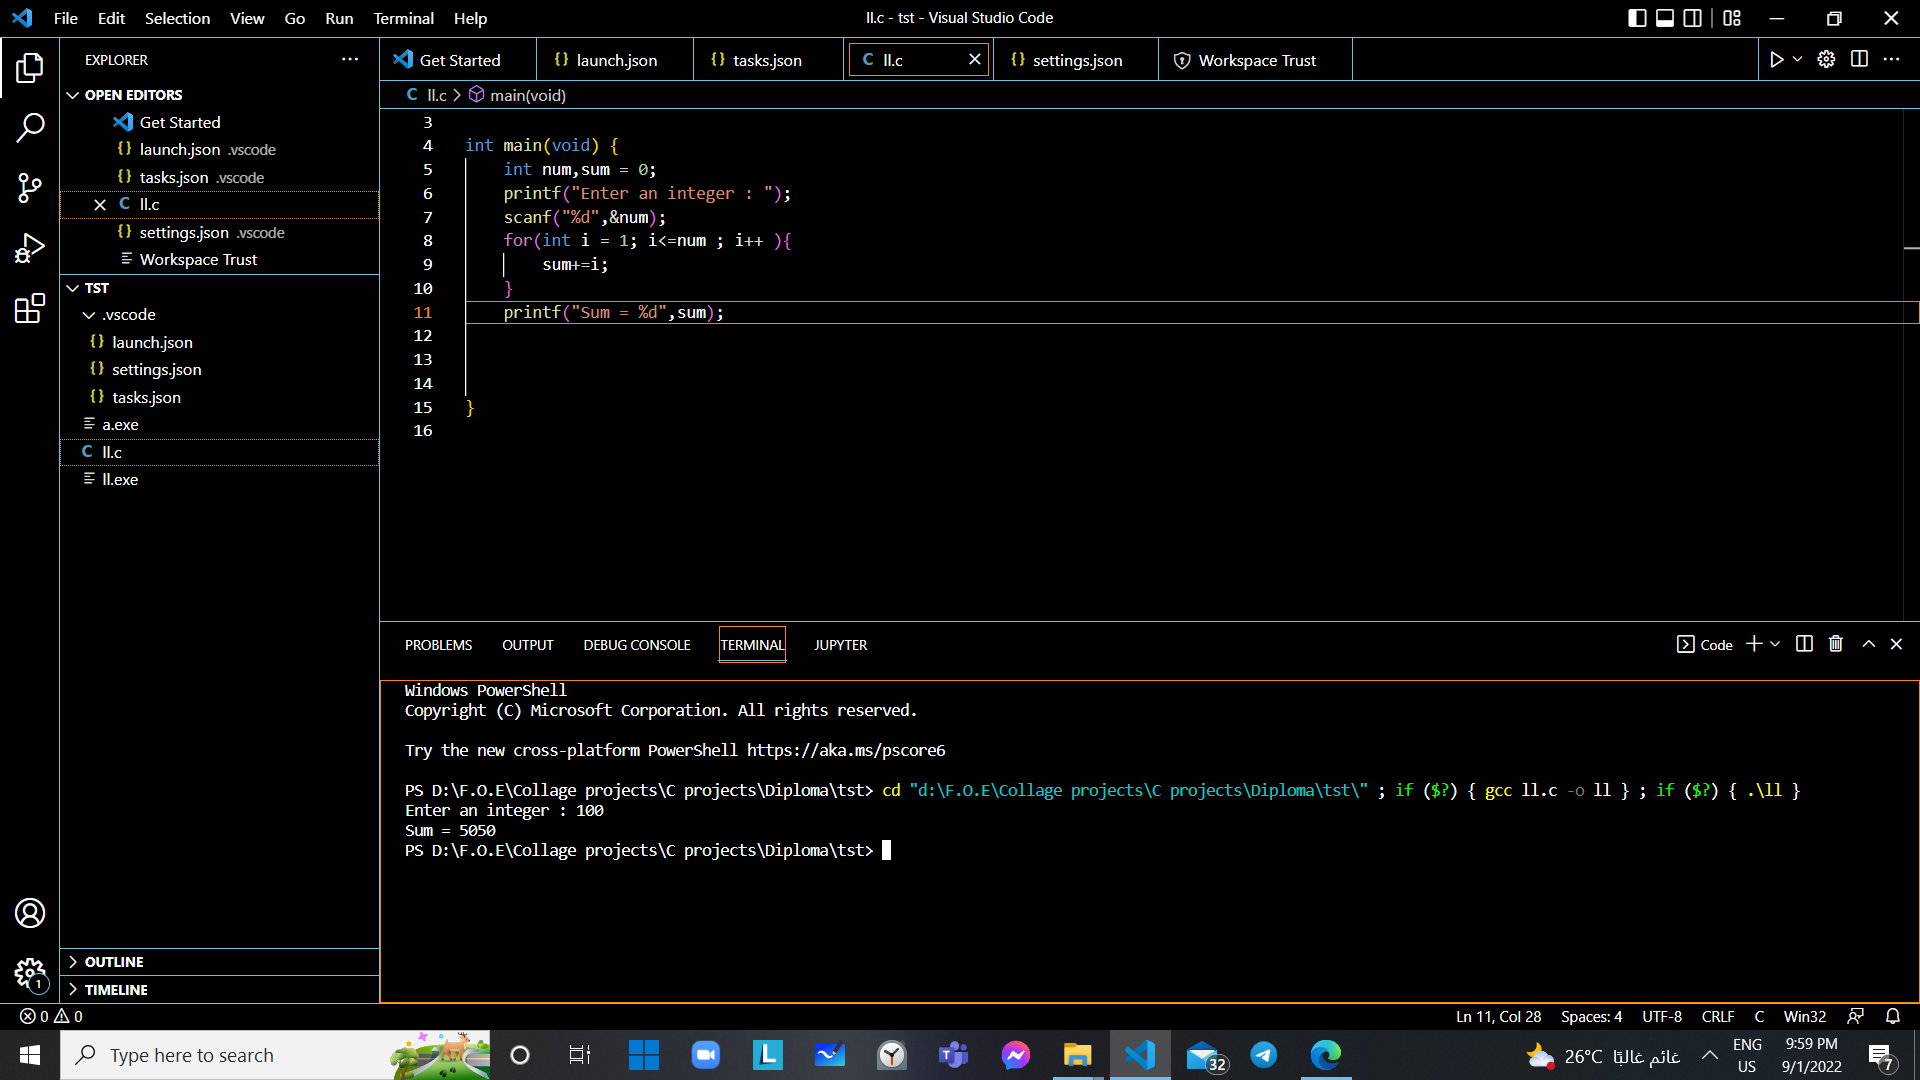 File Edit Selection View Go Run Terminal Help
ll.c - tst - Visual Studio Code
EXPLORER
OPEN EDITORS
Get Started
launch.json .vscode
tasks.json .vscode
ll.c
settings.json .vscode
Workspace Trust
TST
.vscode
launch.json
settings.json
tasks.json
a.exe
ll.c
ll.exe
OUTLINE
TIMELINE
Get Started launch.json tasks.json ll.c settings.json Workspace Trust
ll.c > main(void)
3
4 int main(void) {
5 int num,sum = 0;
6 printf("Enter an integer : ");
7 scanf("%d",&num);
8 for(int i = 1; i<=num ; i++ ){
9 sum+=i;
10 }
11 printf("Sum = %d",sum);
12
13
14
15 }
16
PROBLEMS OUTPUT DEBUG CONSOLE TERMINAL JUPYTER
Code
Windows PowerShell
Copyright (C) Microsoft Corporation. All rights reserved.
Try the new cross-platform PowerShell https://aka.ms/pscore6
PS D:\F.O.E\Collage projects\C projects\Diploma\tst> cd "d:\F.O.E\Collage projects\C projects\Diploma\tst\" ; if ($?) { gcc ll.c -o ll } ; if ($?) { .\ll }
Enter an integer : 100
Sum = 5050
PS D:\F.O.E\Collage projects\C projects\Diploma\tst>
1
0 0
Ln 11, Col 28 Spaces: 4 UTF-8 CRLF C Win32
Type here to search
32
26°C غائم غالبًا
ENG
US
9:59 PM
9/1/2022
7